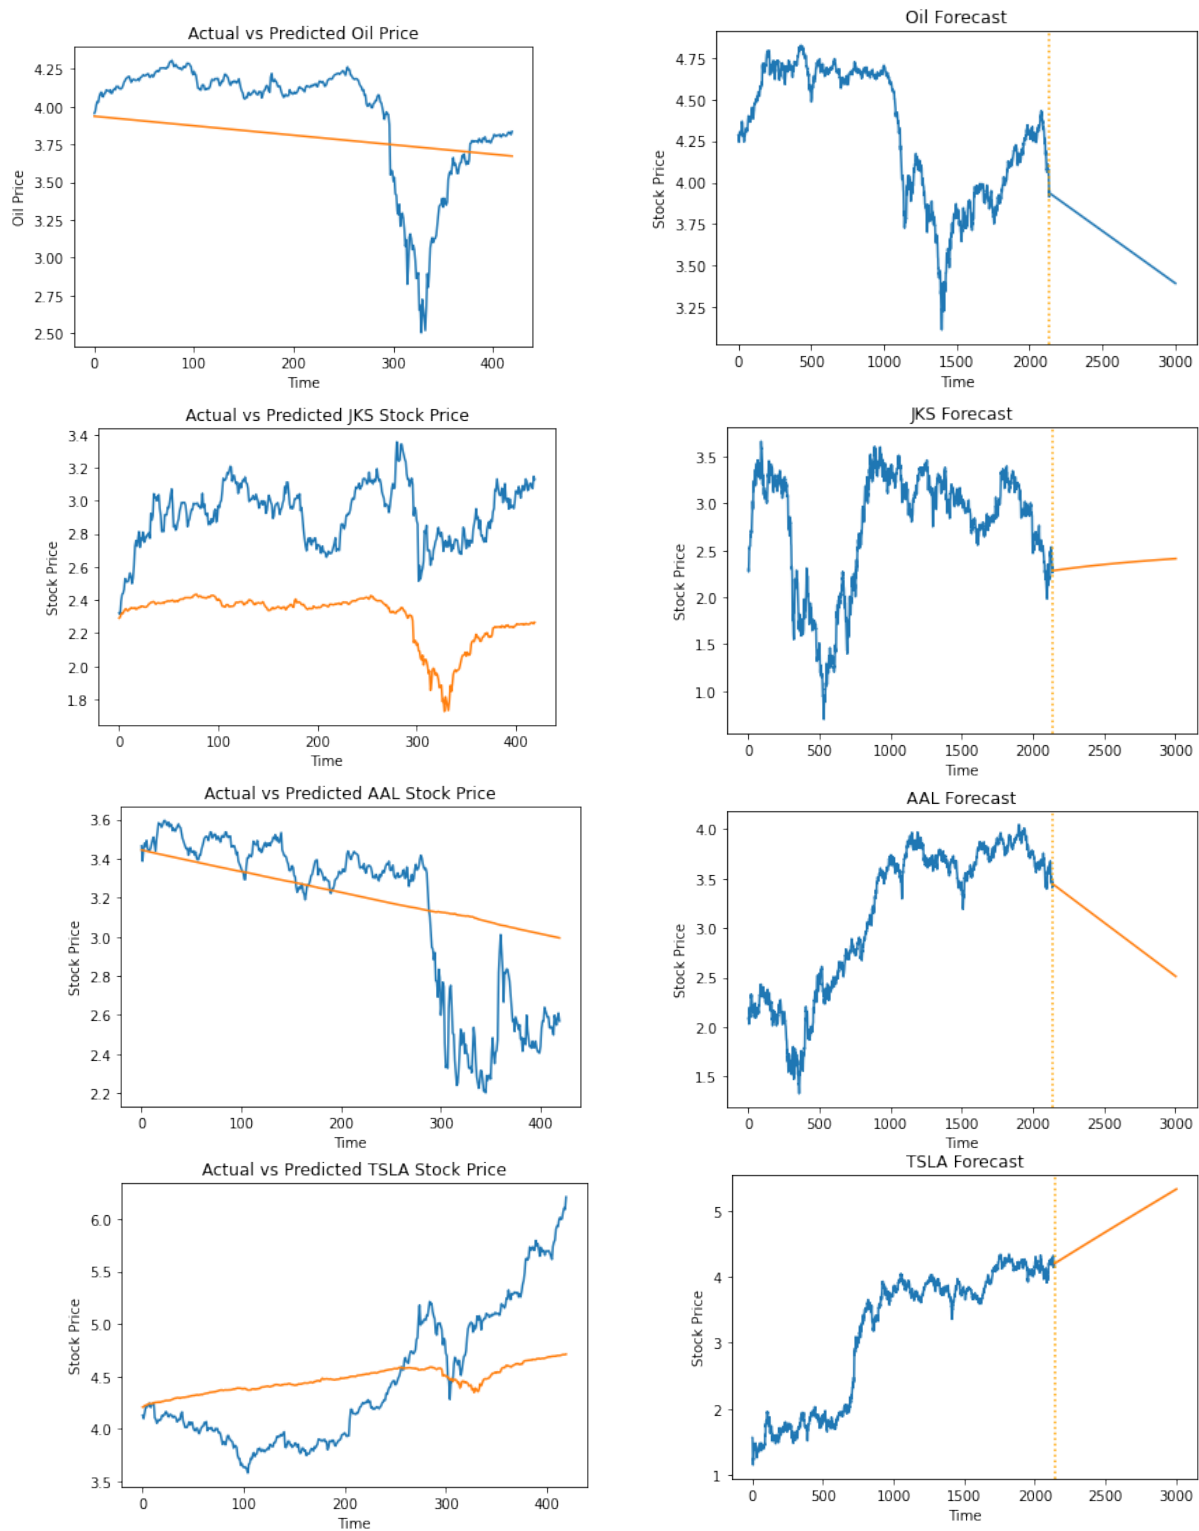 Actual vs Predicted Oil Price
Oil Price
4.25
4.00
3.75
3.50
3.25
3.00
2.75
2.50
0 100 200 300 400
Time
Oil Forecast
Stock Price
4.75
4.50
4.25
4.00
3.75
3.50
3.25
0 500 1000 1500 2000 2500 3000
Time
Actual vs Predicted JKS Stock Price
Stock Price
3.4
3.2
3.0
2.8
2.6
2.4
2.2
2.0
1.8
0 100 200 300 400
Time
JKS Forecast
Stock Price
3.5
3.0
2.5
2.0
1.5
1.0
0 500 1000 1500 2000 2500 3000
Time
Actual vs Predicted AAL Stock Price
Stock Price
3.6
3.4
3.2
3.0
2.8
2.6
2.4
2.2
0 100 200 300 400
Time
AAL Forecast
Stock Price
4.0
3.5
3.0
2.5
2.0
1.5
0 500 1000 1500 2000 2500 3000
Time
Actual vs Predicted TSLA Stock Price
Stock Price
6.0
5.5
5.0
4.5
4.0
3.5
0 100 200 300 400
Time
TSLA Forecast
Stock Price
5
4
3
2
1
0 500 1000 1500 2000 2500 3000
Time